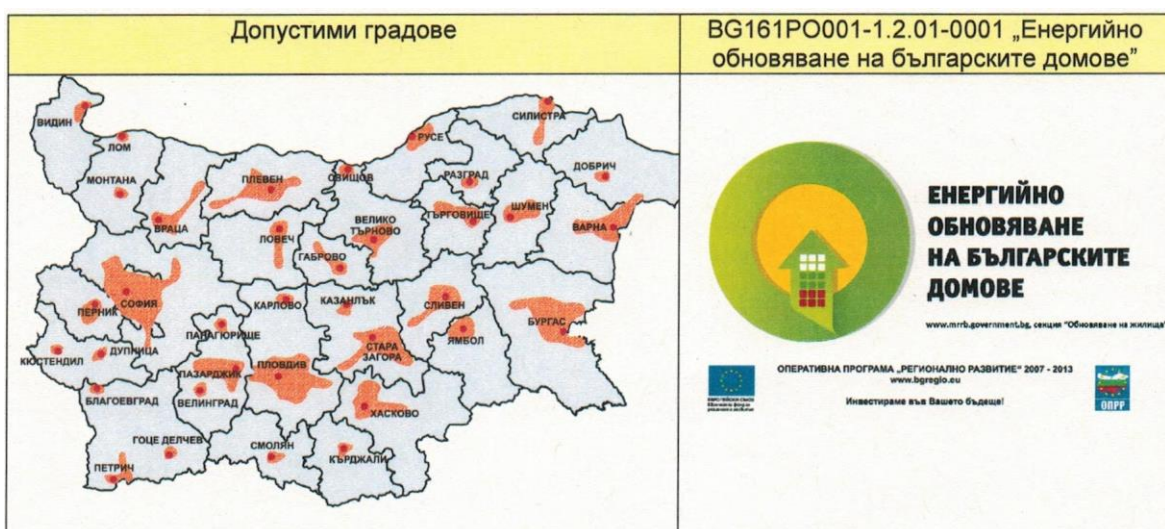 Допустими градове
BG161PO001-1.2.01-0001 „Енергийно
обновяване на българските домове”
ВИДИН
ЛОМ
МОНТАНА
ВРАЦА
ПЛЕВЕН
СВИЩОВ
РУСЕ
СИЛИСТРА
РАЗГРАД
ДОБРИЧ
ШУМЕН
ТЪРГОВИЩЕ
ВАРНА
ЛОВЕЧ
ВЕЛИКО
ТЪРНОВО
ГАБРОВО
СОФИЯ
ПЕРНИК
КАРЛОВО
КАЗАНЛЪК
СЛИВЕН
БУРГАС
ЯМБОЛ
СТАРА
ЗАГОРА
ПАНАГЮРИЩЕ
КЮСТЕНДИЛ
ДУПНИЦА
ПАЗАРДЖИК
ПЛОВДИВ
ВЕЛИНГРАД
БЛАГОЕВГРАД
ХАСКОВО
ГОЦЕ ДЕЛЧЕВ
СМОЛЯН
КЪРДЖАЛИ
ПЕТРИЧ
ЕНЕРГИЙНО
ОБНОВЯВАНЕ
НА БЪЛГАРСКИТЕ
ДОМОВЕ
www.mrrb.government.bg, секция "Обновяване на жилища"
ОПЕРАТИВНА ПРОГРАМА „РЕГИОНАЛНО РАЗВИТИЕ” 2007 - 2013
www.bgregio.eu
Инвестираме във Вашето бъдеще!
ОПРР